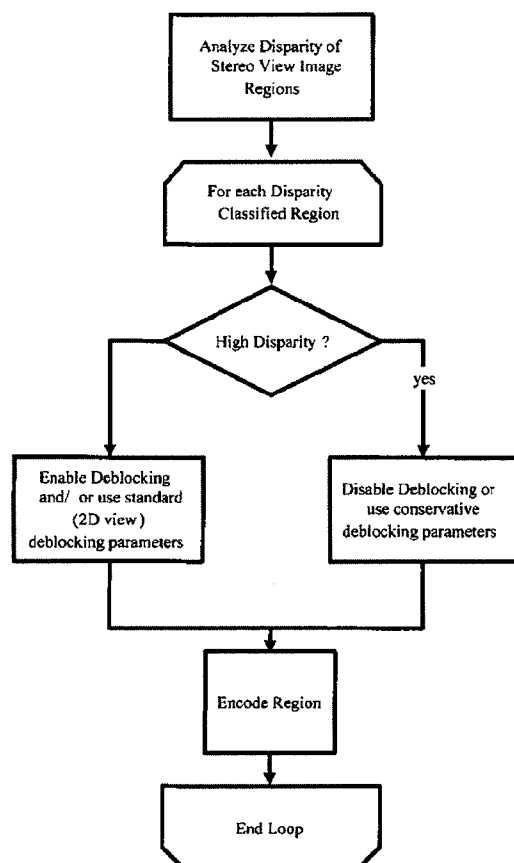 Analyze Disparity of
Stereo View Image
Regions
For each Disparity
Classified Region
High Disparity ?
yes
Enable Deblocking
and/ or use standard
(2D view)
deblocking parameters
Disable Deblocking or
use conservative
deblocking parameters
Encode Region
End Loop